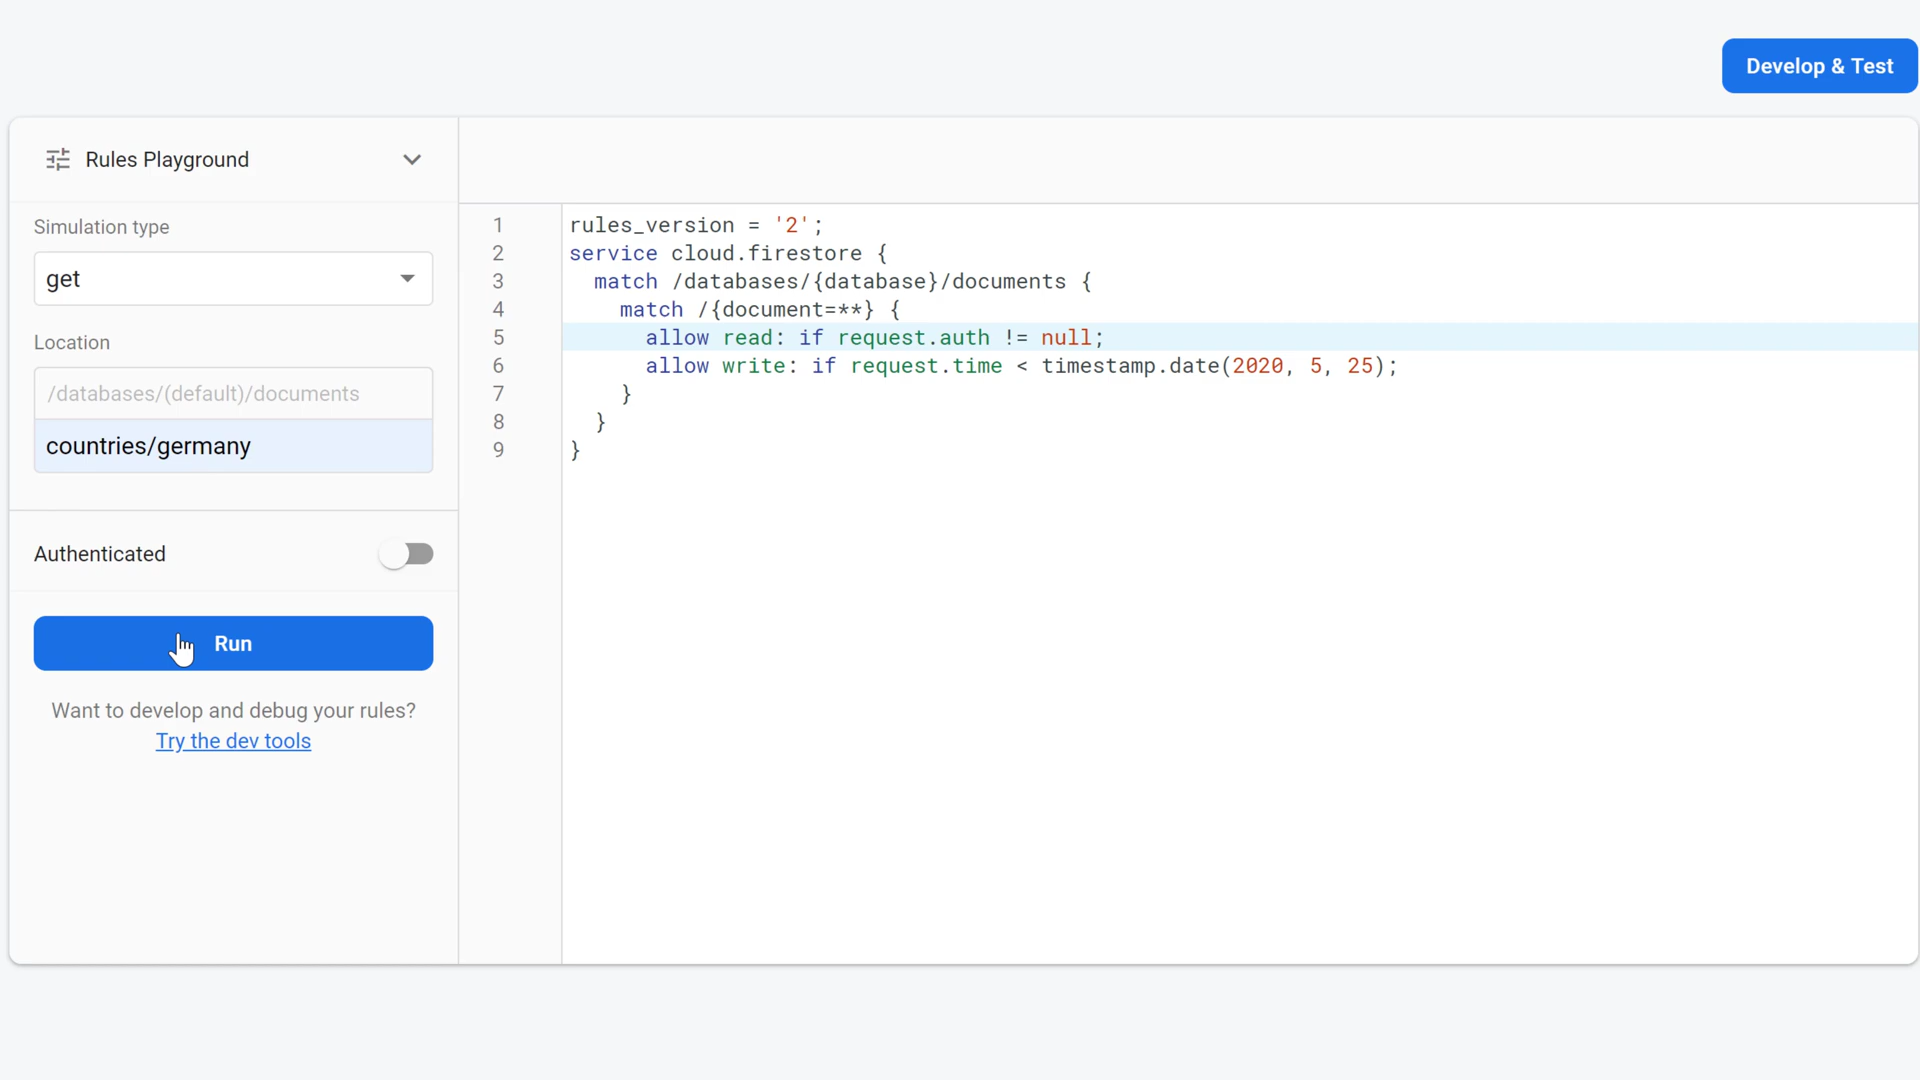 Develop & Test
Rules Playground
Simulation type
get
Location
/databases/(default)/documents
countries/germany
Authenticated
Run
Want to develop and debug your rules?
Try the dev tools
1 rules_version = '2';
2 service cloud.firestore {
3   match /databases/{database}/documents {
4     match /{document=**} {
5       allow read: if request.auth != null;
6       allow write: if request.time < timestamp.date(2020, 5, 25);
7     }
8   }
9 }